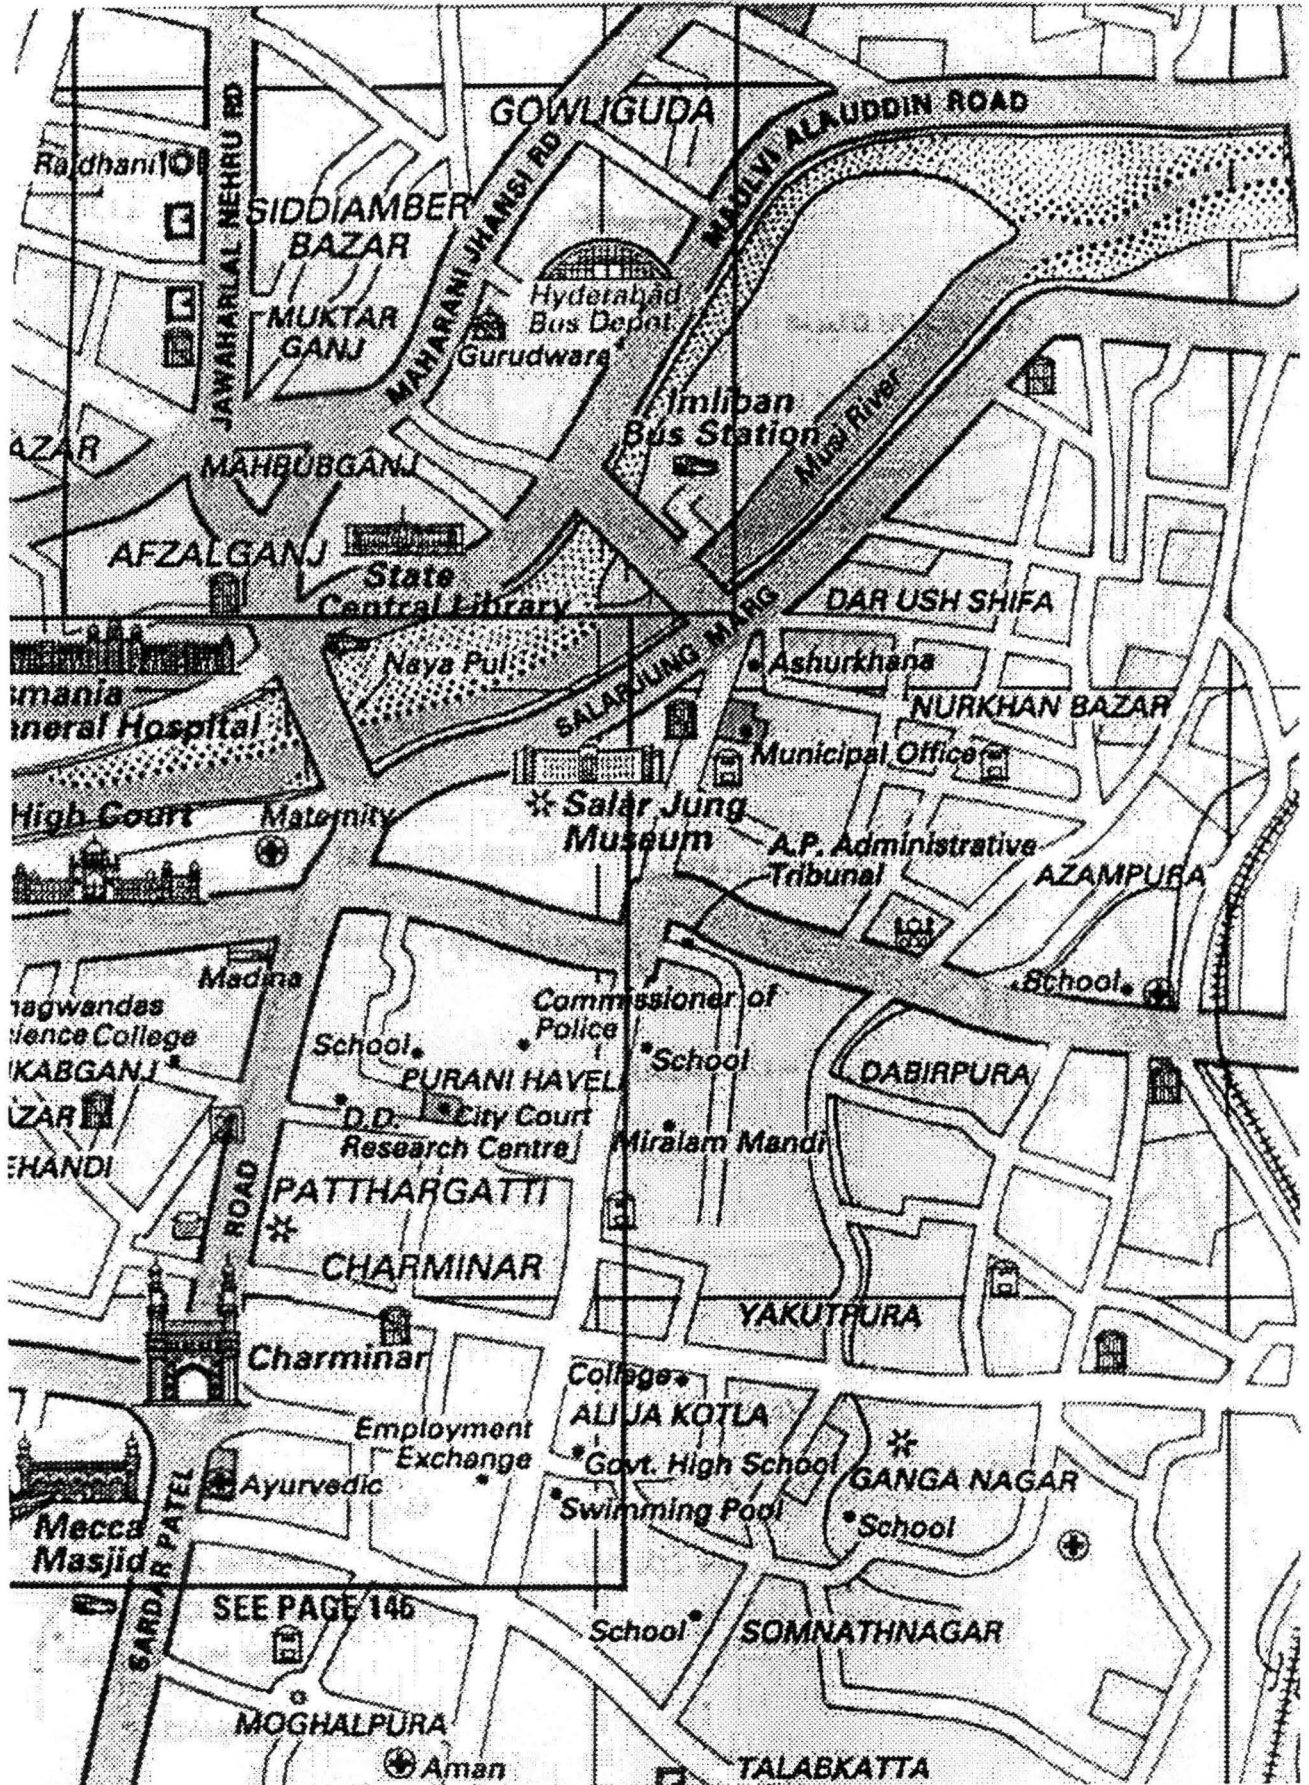 GOWLIGUDA
MAOLVI ALAUDDIN ROAD
JAWAHARLAL NEHRU RD
Rajdhani
SIDDIAMBER
BAZAR
MAHARANI JHANSI RD
MUKTAR
GANJ
Hyderabad
Bus Depot
Gurudwara
Imliban
Bus Station
Musi River
AZAR
MAHBUBGANJ
AFZALGANJ
State
Central Library
DAR USH SHIFA
SALARJUNG MARG
Naya Pul
Ashurkhana
smania
eneral Hospital
NURKHAN BAZAR
Municipal Office
High Court
Maternity
Salar Jung
Museum
A.P. Administrative
Tribunal
AZAMPURA
Madina
School
Commissioner of
Police
hagwandas
cience College
School
School
KABGANJ
PURANI HAVELI
DABIRPURA
AZAR
D.D.
Research Centre
City Court
Miralam Mandi
EHANDI
PATTHARGATTI
ROAD
CHARMINAR
YAKUTPURA
Charminar
College
ALIJA KOTLA
Employment
Exchange
Govt. High School
GANGA NAGAR
Ayurvedic
Swimming Pool
School
Mecca
Masjid
SARDAR PATEL
SEE PAGE 146
School
SOMNATHNAGAR
MOGHALPURA
Aman
TALABKATTA